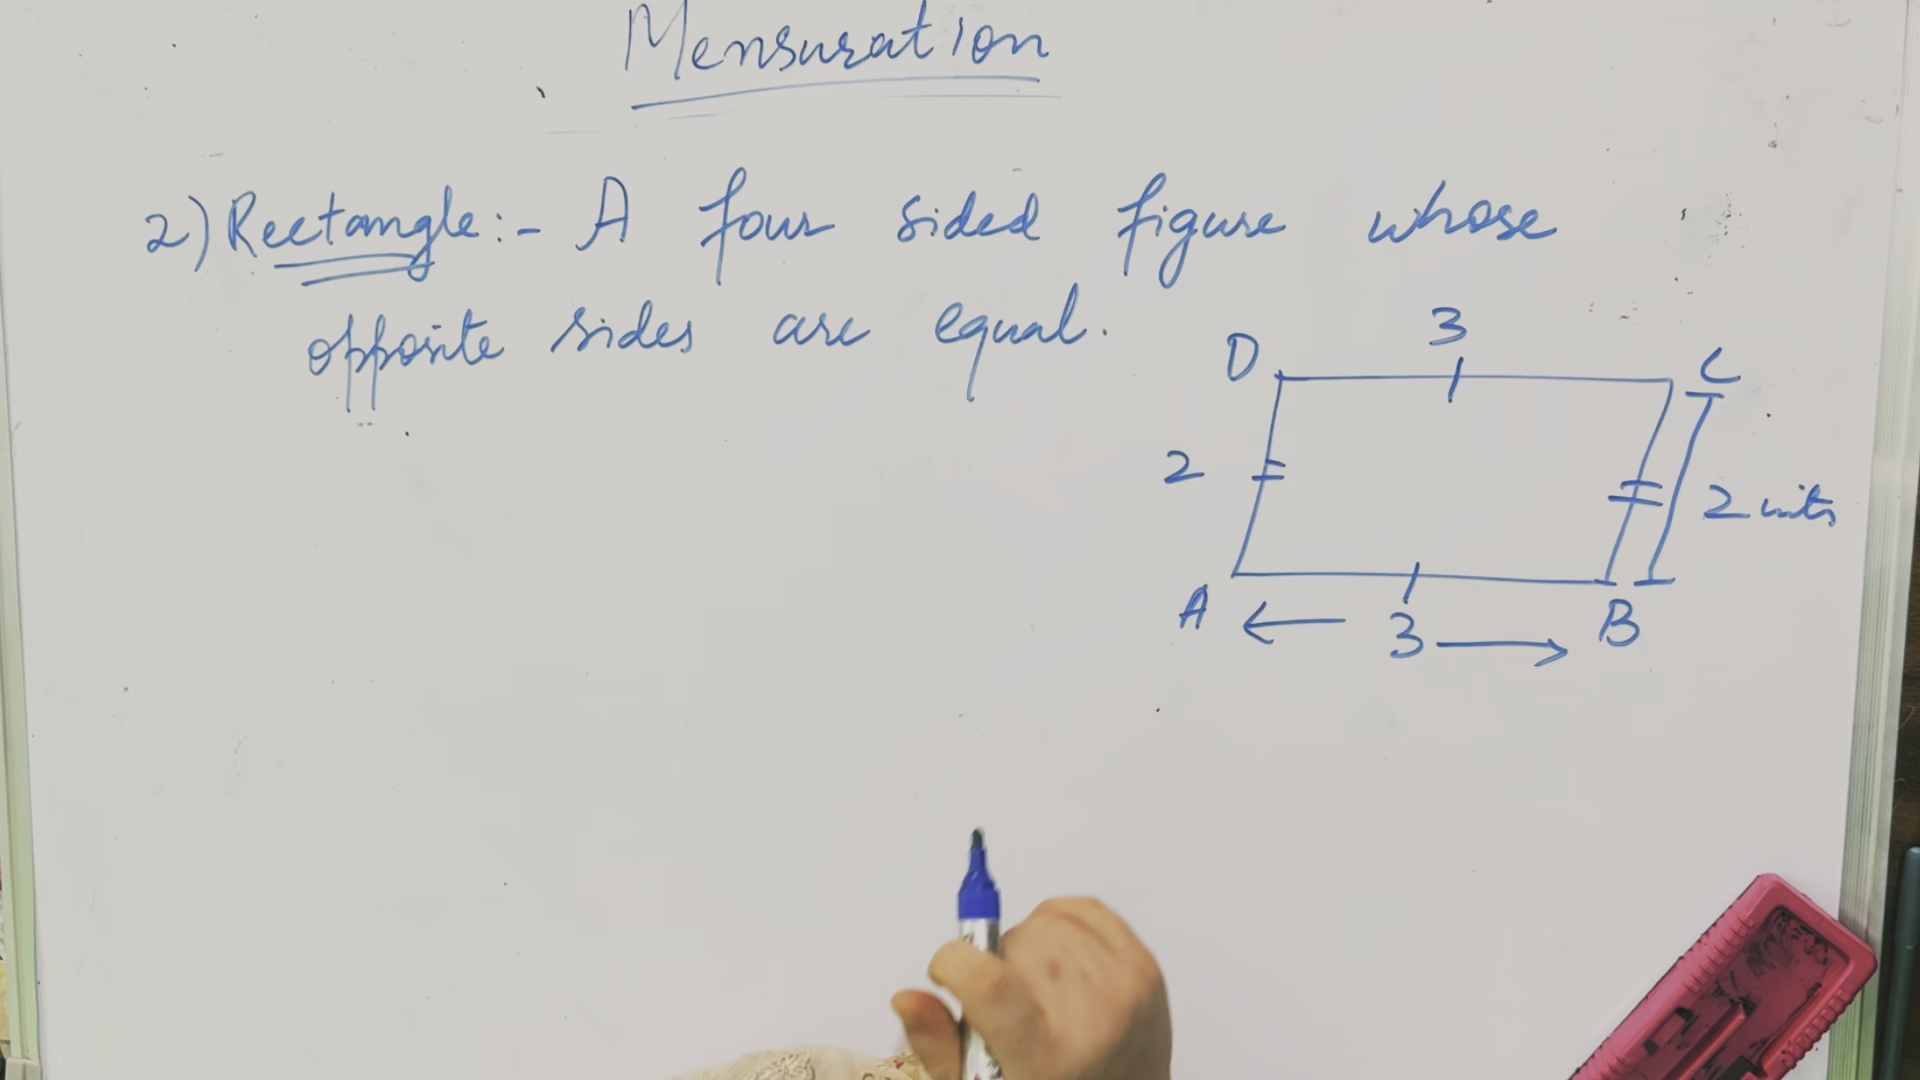 Mensuration
2) Rectangle:- A four sided figure whose
opposite sides are equal.
3
D C
2 2 units
A B
3